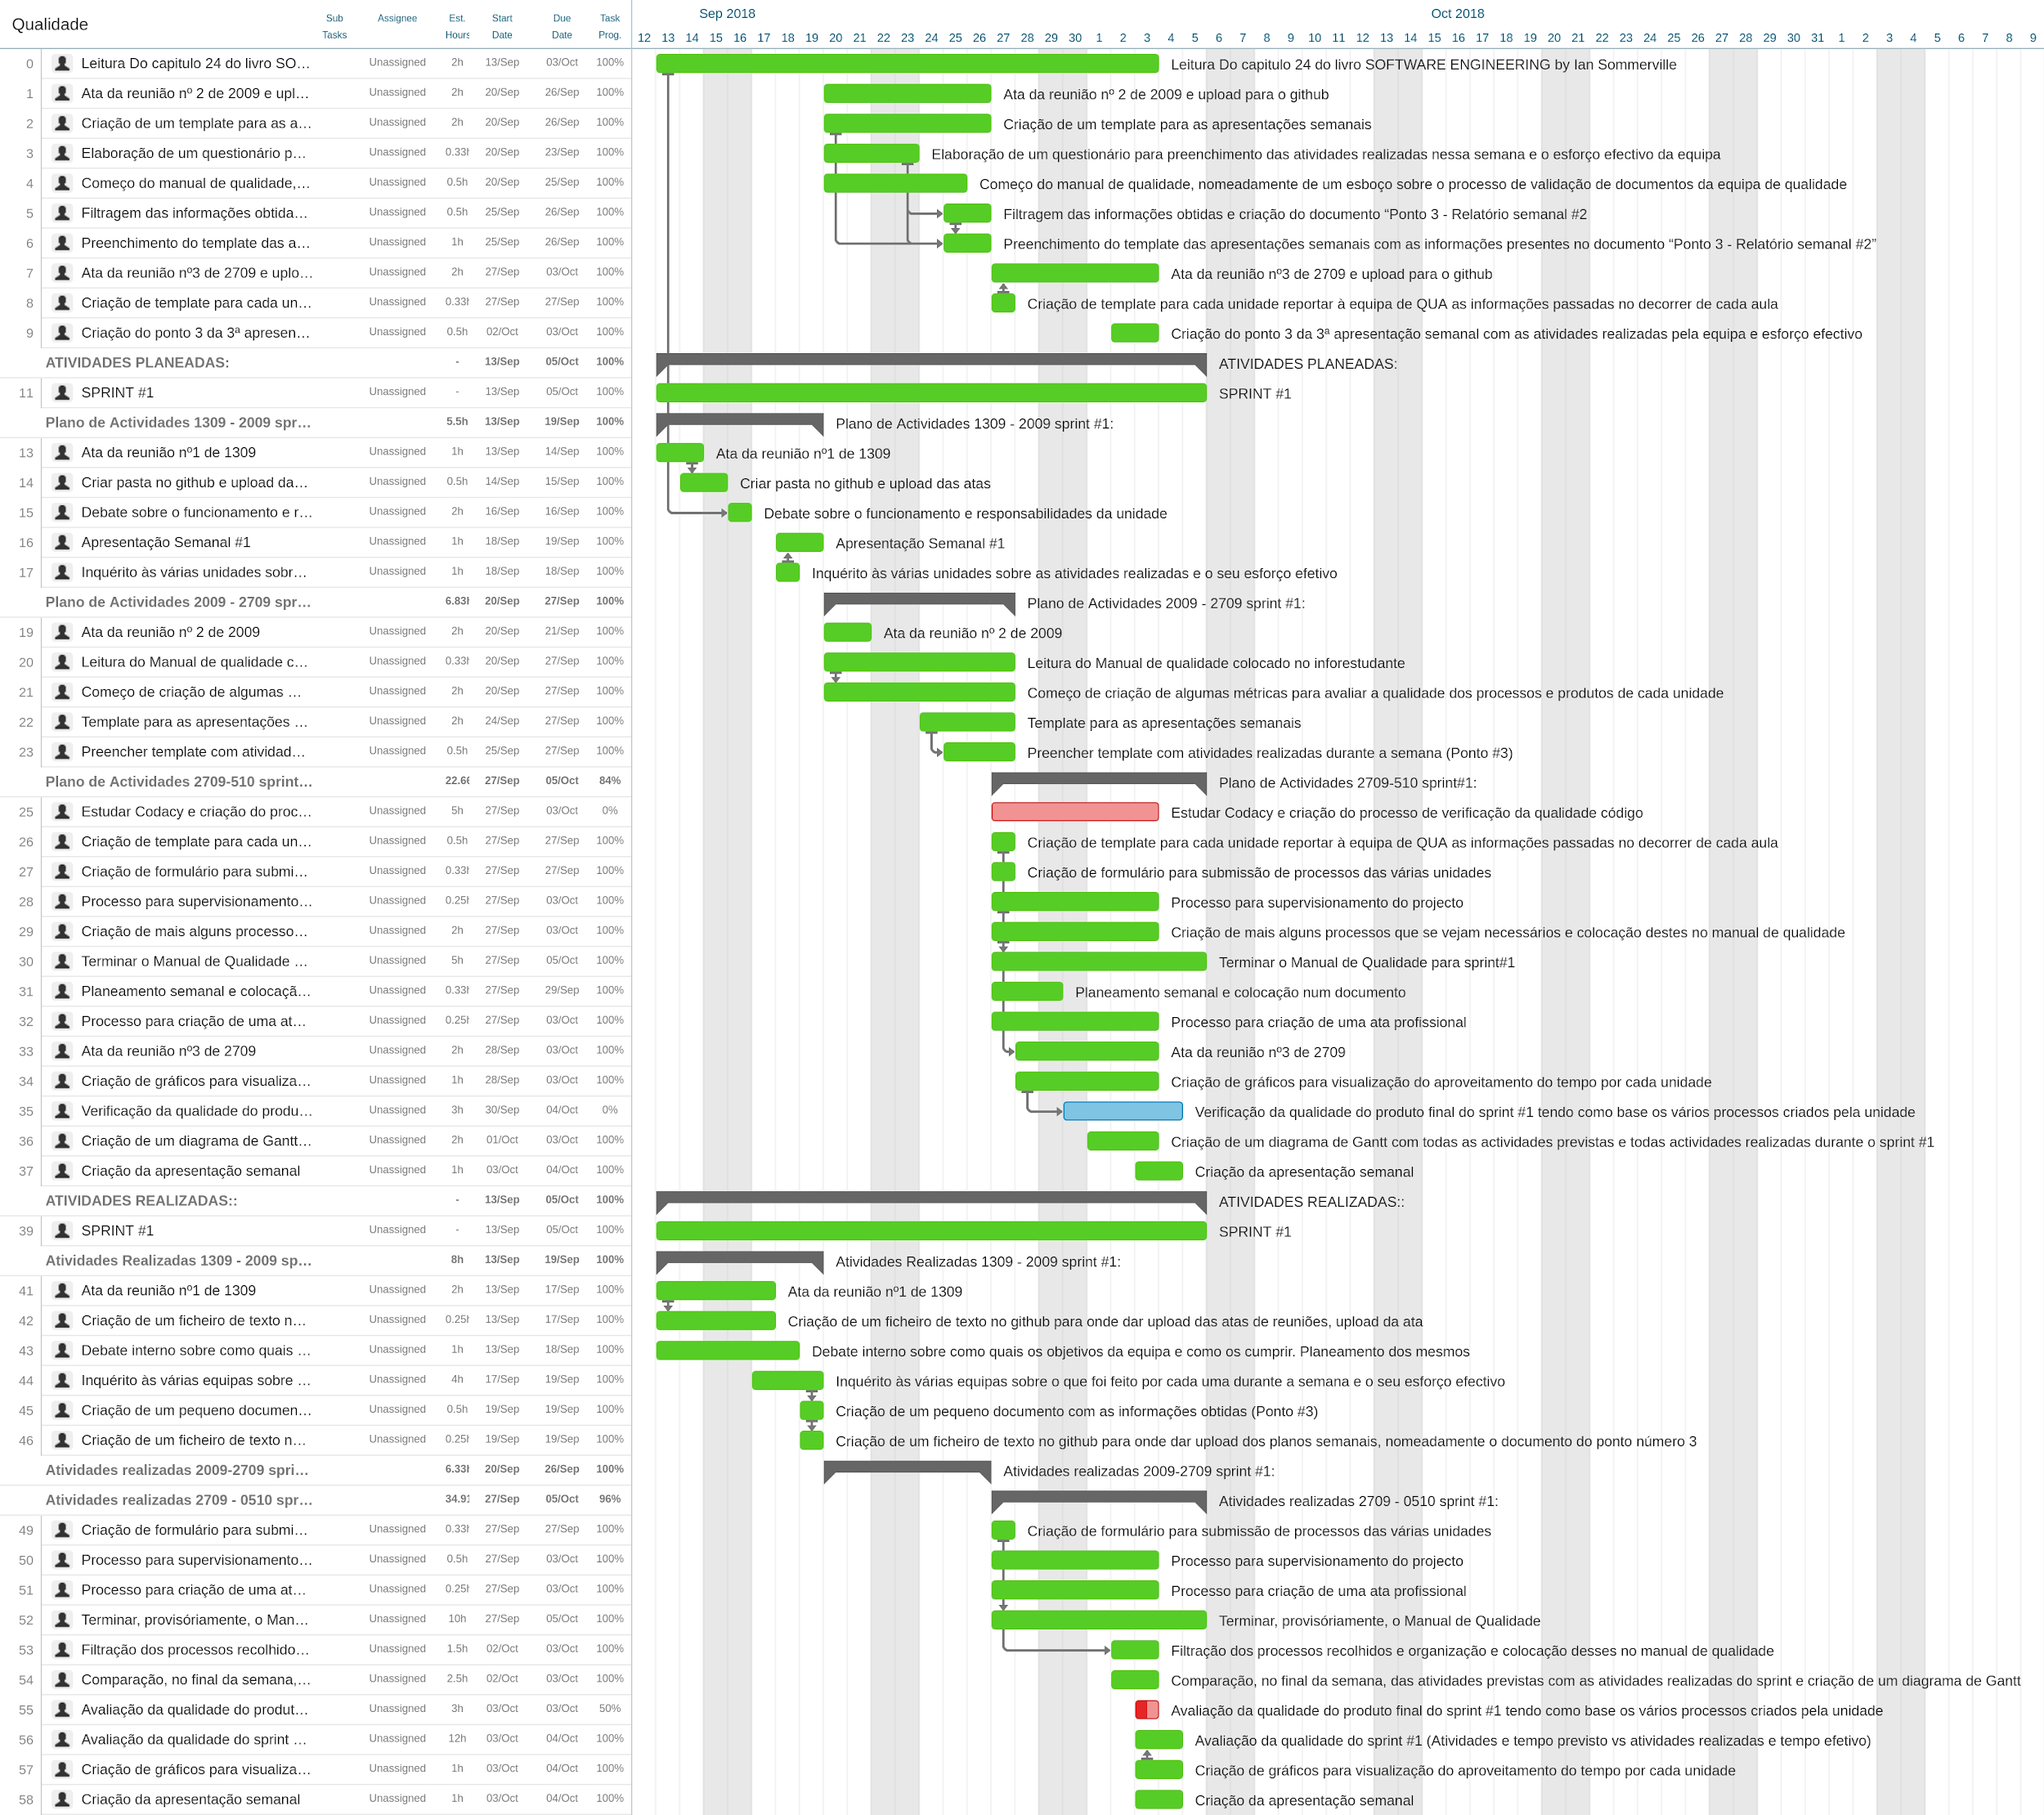 Qualidade Sub Tasks Assignee Est. Hours Start Date Due Date Task Prog.
Sep 2018 Oct 2018
12 13 14 15 16 17 18 19 20 21 22 23 24 25 26 27 28 29 30 1 2 3 4 5 6 7 8 9 10 11 12 13 14 15 16 17 18 19 20 21 22 23 24 25 26 27 28 29 30 31 1 2 3 4 5 6 7 8 9
0 Leitura Do capitulo 24 do livro SO... Unassigned 2h 13/Sep 03/Oct 100% Leitura Do capitulo 24 do livro SOFTWARE ENGINEERING by Ian Sommerville
1 Ata da reunião nº 2 de 2009 e upl... Unassigned 2h 20/Sep 26/Sep 100% Ata da reunião nº 2 de 2009 e upload para o github
2 Criação de um template para as a... Unassigned 2h 20/Sep 26/Sep 100% Criação de um template para as apresentações semanais
3 Elaboração de um questionário p... Unassigned 0.33h 20/Sep 23/Sep 100% Elaboração de um questionário para preenchimento das atividades realizadas nessa semana e o esforço efectivo da equipa
4 Começo do manual de qualidade,... Unassigned 0.5h 20/Sep 25/Sep 100% Começo do manual de qualidade, nomeadamente de um esboço sobre o processo de validação de documentos da equipa de qualidade
5 Filtragem das informações obtida... Unassigned 0.5h 25/Sep 26/Sep 100% Filtragem das informações obtidas e criação do documento “Ponto 3 - Relatório semanal #2
6 Preenchimento do template das a... Unassigned 1h 25/Sep 26/Sep 100% Preenchimento do template das apresentações semanais com as informações presentes no documento “Ponto 3 - Relatório semanal #2”
7 Ata da reunião nº3 de 2709 e uplo... Unassigned 2h 27/Sep 03/Oct 100% Ata da reunião nº3 de 2709 e upload para o github
8 Criação de template para cada un... Unassigned 0.33h 27/Sep 27/Sep 100% Criação de template para cada unidade reportar à equipa de QUA as informações passadas no decorrer de cada aula
9 Criação do ponto 3 da 3ª apresen... Unassigned 0.5h 02/Oct 03/Oct 100% Criação do ponto 3 da 3ª apresentação semanal com as atividades realizadas pela equipa e esforço efectivo
ATIVIDADES PLANEADAS: - 13/Sep 05/Oct 100% ATIVIDADES PLANEADAS:
11 SPRINT #1 Unassigned - 13/Sep 05/Oct 100% SPRINT #1
Plano de Actividades 1309 - 2009 spr... 5.5h 13/Sep 19/Sep 100% Plano de Actividades 1309 - 2009 sprint #1:
13 Ata da reunião nº1 de 1309 Unassigned 1h 13/Sep 14/Sep 100% Ata da reunião nº1 de 1309
14 Criar pasta no github e upload da... Unassigned 0.5h 14/Sep 15/Sep 100% Criar pasta no github e upload das atas
15 Debate sobre o funcionamento e r... Unassigned 2h 16/Sep 16/Sep 100% Debate sobre o funcionamento e responsabilidades da unidade
16 Apresentação Semanal #1 Unassigned 1h 18/Sep 19/Sep 100% Apresentação Semanal #1
17 Inquérito às várias unidades sobr... Unassigned 1h 18/Sep 18/Sep 100% Inquérito às várias unidades sobre as atividades realizadas e o seu esforço efetivo
Plano de Actividades 2009 - 2709 spr... 6.83h 20/Sep 27/Sep 100% Plano de Actividades 2009 - 2709 sprint #1:
19 Ata da reunião nº 2 de 2009 Unassigned 2h 20/Sep 21/Sep 100% Ata da reunião nº 2 de 2009
20 Leitura do Manual de qualidade c... Unassigned 0.33h 20/Sep 27/Sep 100% Leitura do Manual de qualidade colocado no inforestudante
21 Começo de criação de algumas ... Unassigned 2h 20/Sep 27/Sep 100% Começo de criação de algumas métricas para avaliar a qualidade dos processos e produtos de cada unidade
22 Template para as apresentações ... Unassigned 2h 24/Sep 27/Sep 100% Template para as apresentações semanais
23 Preencher template com atividad... Unassigned 0.5h 25/Sep 27/Sep 100% Preencher template com atividades realizadas durante a semana (Ponto #3)
Plano de Actividades 2709-510 sprint... 22.66 27/Sep 05/Oct 84% Plano de Actividades 2709-510 sprint#1:
25 Estudar Codacy e criação do proc... Unassigned 5h 27/Sep 03/Oct 0% Estudar Codacy e criação do processo de verificação da qualidade código
26 Criação de template para cada un... Unassigned 0.5h 27/Sep 27/Sep 100% Criação de template para cada unidade reportar à equipa de QUA as informações passadas no decorrer de cada aula
27 Criação de formulário para submi... Unassigned 0.33h 27/Sep 27/Sep 100% Criação de formulário para submissão de processos das várias unidades
28 Processo para supervisionamento... Unassigned 0.25h 27/Sep 03/Oct 100% Processo para supervisionamento do projecto
29 Criação de mais alguns processo... Unassigned 2h 27/Sep 03/Oct 100% Criação de mais alguns processos que se vejam necessários e colocação destes no manual de qualidade
30 Terminar o Manual de Qualidade ... Unassigned 5h 27/Sep 05/Oct 100% Terminar o Manual de Qualidade para sprint#1
31 Planeamento semanal e colocaçã... Unassigned 0.33h 27/Sep 29/Sep 100% Planeamento semanal e colocação num documento
32 Processo para criação de uma at... Unassigned 0.25h 27/Sep 03/Oct 100% Processo para criação de uma ata profissional
33 Ata da reunião nº3 de 2709 Unassigned 2h 28/Sep 03/Oct 100% Ata da reunião nº3 de 2709
34 Criação de gráficos para visualiza... Unassigned 1h 28/Sep 03/Oct 100% Criação de gráficos para visualização do aproveitamento do tempo por cada unidade
35 Verificação da qualidade do produ... Unassigned 3h 30/Sep 04/Oct 0% Verificação da qualidade do produto final do sprint #1 tendo como base os vários processos criados pela unidade
36 Criação de um diagrama de Gantt... Unassigned 2h 01/Oct 03/Oct 100% Criação de um diagrama de Gantt com todas as actividades previstas e todas actividades realizadas durante o sprint #1
37 Criação da apresentação semanal Unassigned 1h 03/Oct 04/Oct 100% Criação da apresentação semanal
ATIVIDADES REALIZADAS:: - 13/Sep 05/Oct 100% ATIVIDADES REALIZADAS::
39 SPRINT #1 Unassigned - 13/Sep 05/Oct 100% SPRINT #1
Atividades Realizadas 1309 - 2009 sp... 8h 13/Sep 19/Sep 100% Atividades Realizadas 1309 - 2009 sprint #1:
41 Ata da reunião nº1 de 1309 Unassigned 2h 13/Sep 17/Sep 100% Ata da reunião nº1 de 1309
42 Criação de um ficheiro de texto n... Unassigned 0.25h 13/Sep 17/Sep 100% Criação de um ficheiro de texto no github para onde dar upload das atas de reuniões, upload da ata
43 Debate interno sobre como quais ... Unassigned 1h 13/Sep 18/Sep 100% Debate interno sobre como quais os objetivos da equipa e como os cumprir. Planeamento dos mesmos
44 Inquérito às várias equipas sobre ... Unassigned 4h 17/Sep 19/Sep 100% Inquérito às várias equipas sobre o que foi feito por cada uma durante a semana e o seu esforço efectivo
45 Criação de um pequeno documen... Unassigned 0.5h 19/Sep 19/Sep 100% Criação de um pequeno documento com as informações obtidas (Ponto #3)
46 Criação de um ficheiro de texto n... Unassigned 0.25h 19/Sep 19/Sep 100% Criação de um ficheiro de texto no github para onde dar upload dos planos semanais, nomeadamente o documento do ponto número 3
Atividades realizadas 2009-2709 spri... 6.33h 20/Sep 26/Sep 100% Atividades realizadas 2009-2709 sprint #1:
Atividades realizadas 2709 - 0510 spr... 34.91 27/Sep 05/Oct 96% Atividades realizadas 2709 - 0510 sprint #1:
49 Criação de formulário para submi... Unassigned 0.33h 27/Sep 27/Sep 100% Criação de formulário para submissão de processos das várias unidades
50 Processo para supervisionamento... Unassigned 0.5h 27/Sep 03/Oct 100% Processo para supervisionamento do projecto
51 Processo para criação de uma at... Unassigned 0.25h 27/Sep 03/Oct 100% Processo para criação de uma ata profissional
52 Terminar, provisóriamente, o Man... Unassigned 10h 27/Sep 05/Oct 100% Terminar, provisóriamente, o Manual de Qualidade
53 Filtração dos processos recolhido... Unassigned 1.5h 02/Oct 03/Oct 100% Filtração dos processos recolhidos e organização e colocação desses no manual de qualidade
54 Comparação, no final da semana,... Unassigned 2.5h 02/Oct 03/Oct 100% Comparação, no final da semana, das atividades previstas com as atividades realizadas do sprint e criação de um diagrama de Gantt
55 Avaliação da qualidade do produt... Unassigned 3h 03/Oct 03/Oct 50% Avaliação da qualidade do produto final do sprint #1 tendo como base os vários processos criados pela unidade
56 Avaliação da qualidade do sprint ... Unassigned 12h 03/Oct 04/Oct 100% Avaliação da qualidade do sprint #1 (Atividades e tempo previsto vs atividades realizadas e tempo efetivo)
57 Criação de gráficos para visualiza... Unassigned 1h 03/Oct 04/Oct 100% Criação de gráficos para visualização do aproveitamento do tempo por cada unidade
58 Criação da apresentação semanal Unassigned 1h 03/Oct 04/Oct 100% Criação da apresentação semanal